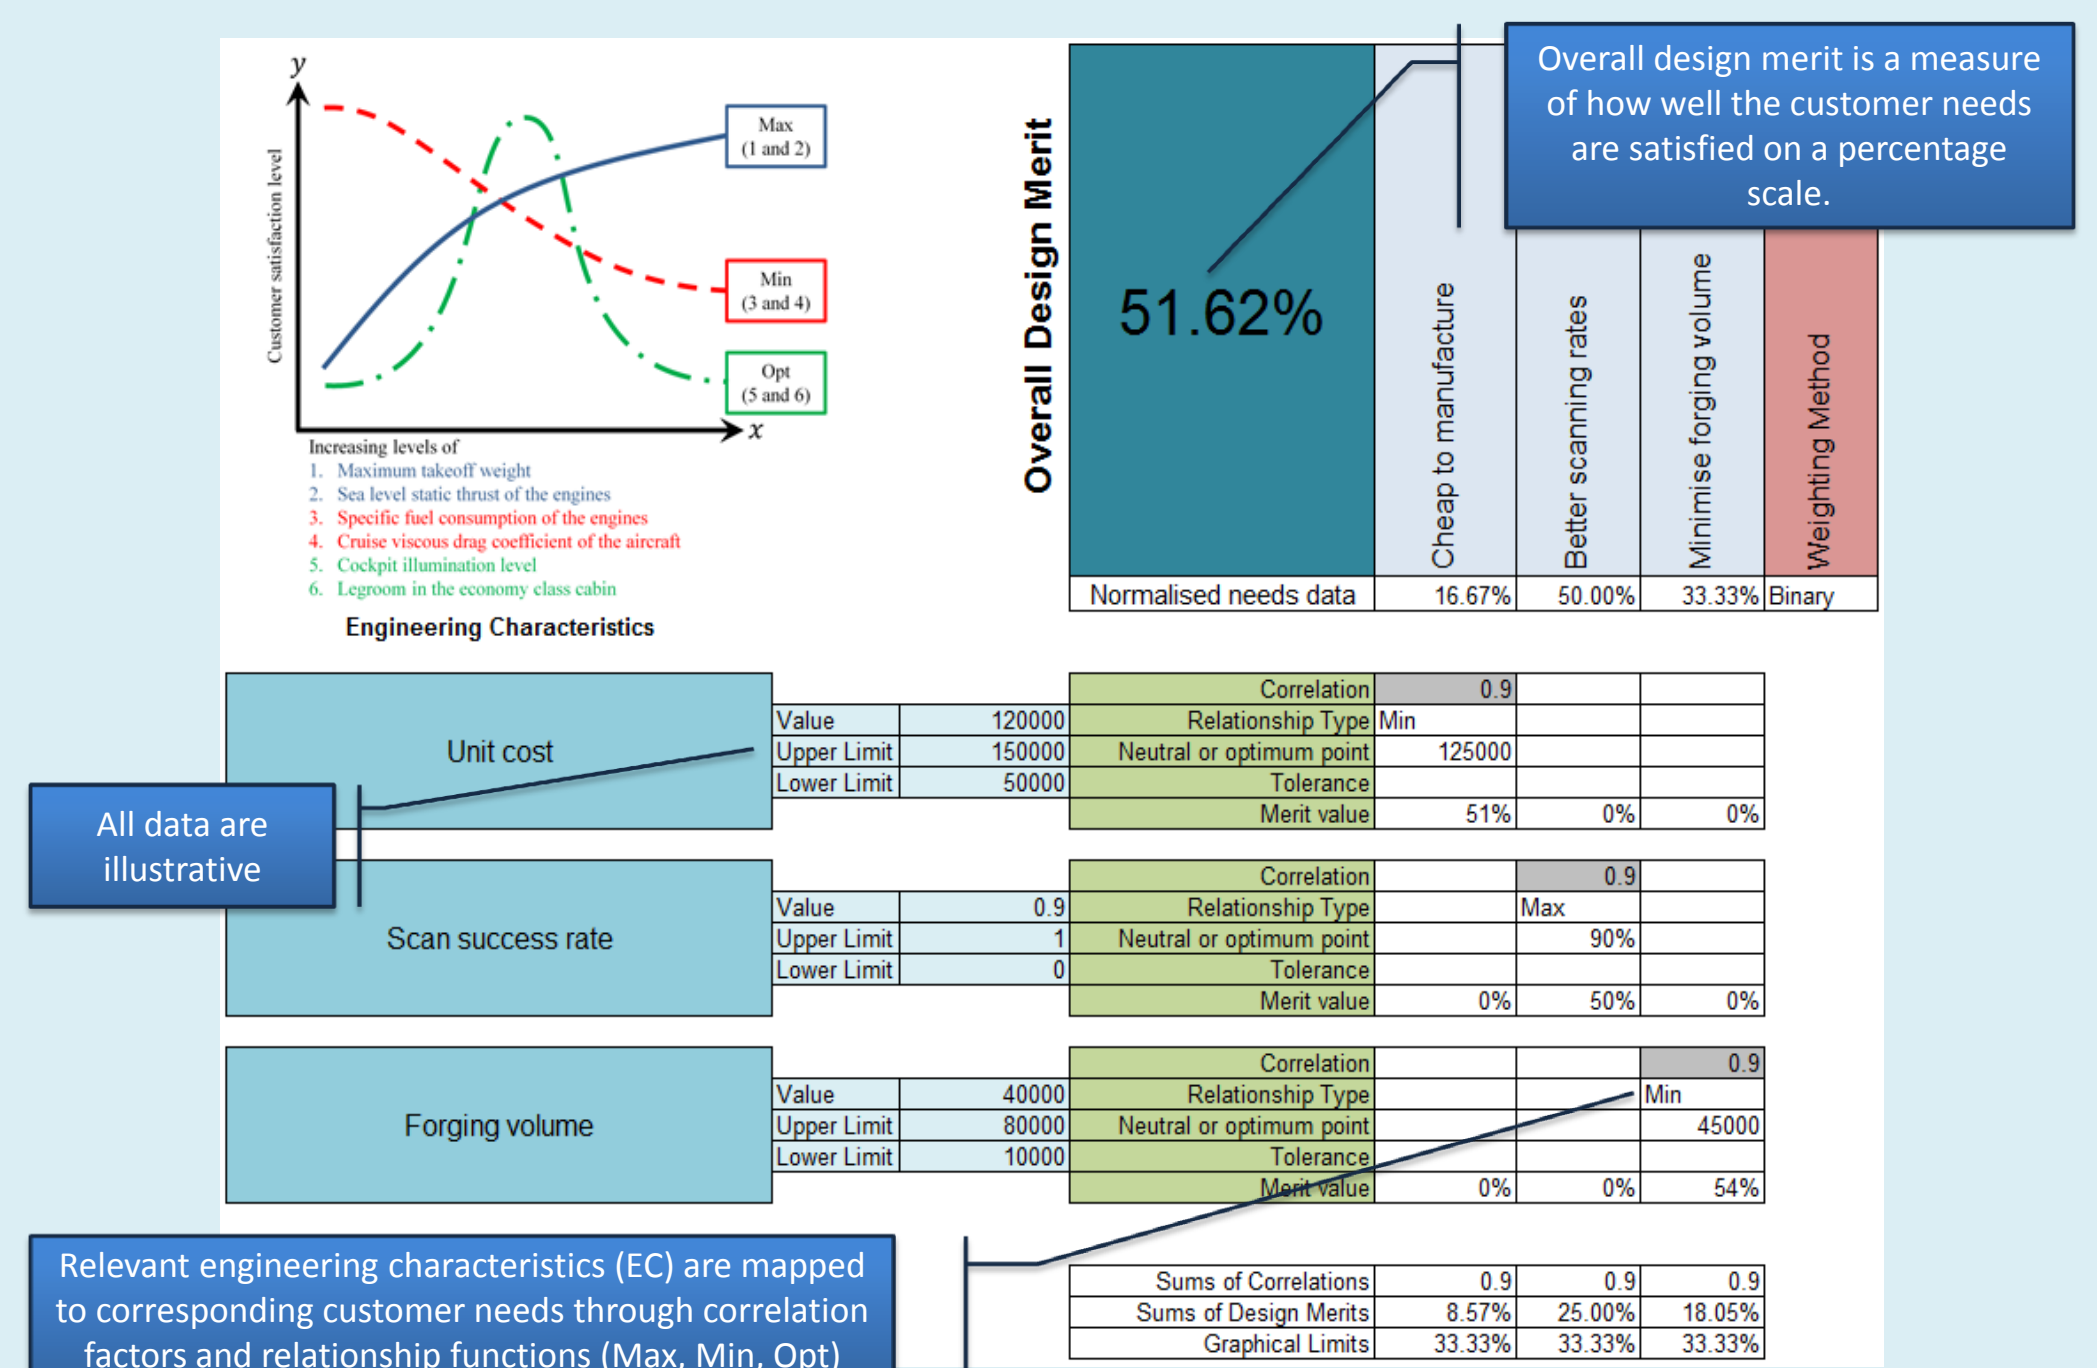 Overall design merit is a measure
of how well the customer needs
are satisfied on a percentage
scale.
y
Customer satisfaction level
Max
(1 and 2)
Min
(3 and 4)
Opt
(5 and 6)
x
Increasing levels of
1. Maximum takeoff weight
2. Sea level static thrust of the engines
3. Specific fuel consumption of the engines
4. Cruise viscous drag coefficient of the aircraft
5. Cockpit illumination level
6. Legroom in the economy class cabin
Engineering Characteristics
Overall Design Merit
51.62%
Cheap to manufacture
Better scanning rates
Minimise forging volume
Weighting Method
Normalised needs data 16.67% 50.00% 33.33% Binary
Unit cost
Value 120000
Upper Limit 150000
Lower Limit 50000
Correlation 0.9
Relationship Type Min
Neutral or optimum point 125000
Tolerance
Merit value 51% 0% 0%
All data are
illustrative
Scan success rate
Value 0.9
Upper Limit 1
Lower Limit 0
Correlation 0.9
Relationship Type Max
Neutral or optimum point 90%
Tolerance
Merit value 0% 50% 0%
Forging volume
Value 40000
Upper Limit 80000
Lower Limit 10000
Correlation 0.9
Relationship Type Min
Neutral or optimum point 45000
Tolerance
Merit value 0% 0% 54%
Relevant engineering characteristics (EC) are mapped
to corresponding customer needs through correlation
factors and relationship functions (Max, Min, Opt)
Sums of Correlations 0.9 0.9 0.9
Sums of Design Merits 8.57% 25.00% 18.05%
Graphical Limits 33.33% 33.33% 33.33%